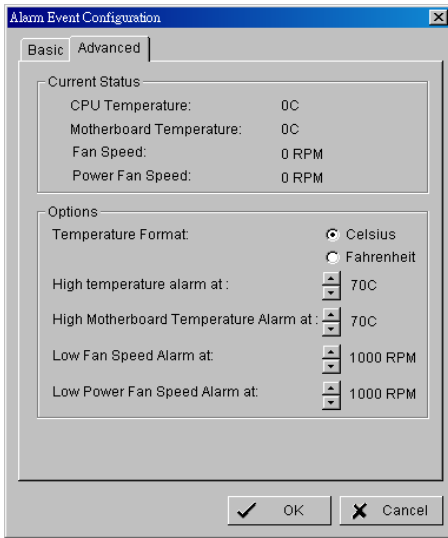 Alarm Event Configuration
Basic Advanced
Current Status
CPU Temperature: 0C
Motherboard Temperature: 0C
Fan Speed: 0 RPM
Power Fan Speed: 0 RPM
Options
Temperature Format: Celsius
Fahrenheit
High temperature alarm at : 70C
High Motherboard Temperature Alarm at : 70C
Low Fan Speed Alarm at: 1000 RPM
Low Power Fan Speed Alarm at: 1000 RPM
OK Cancel